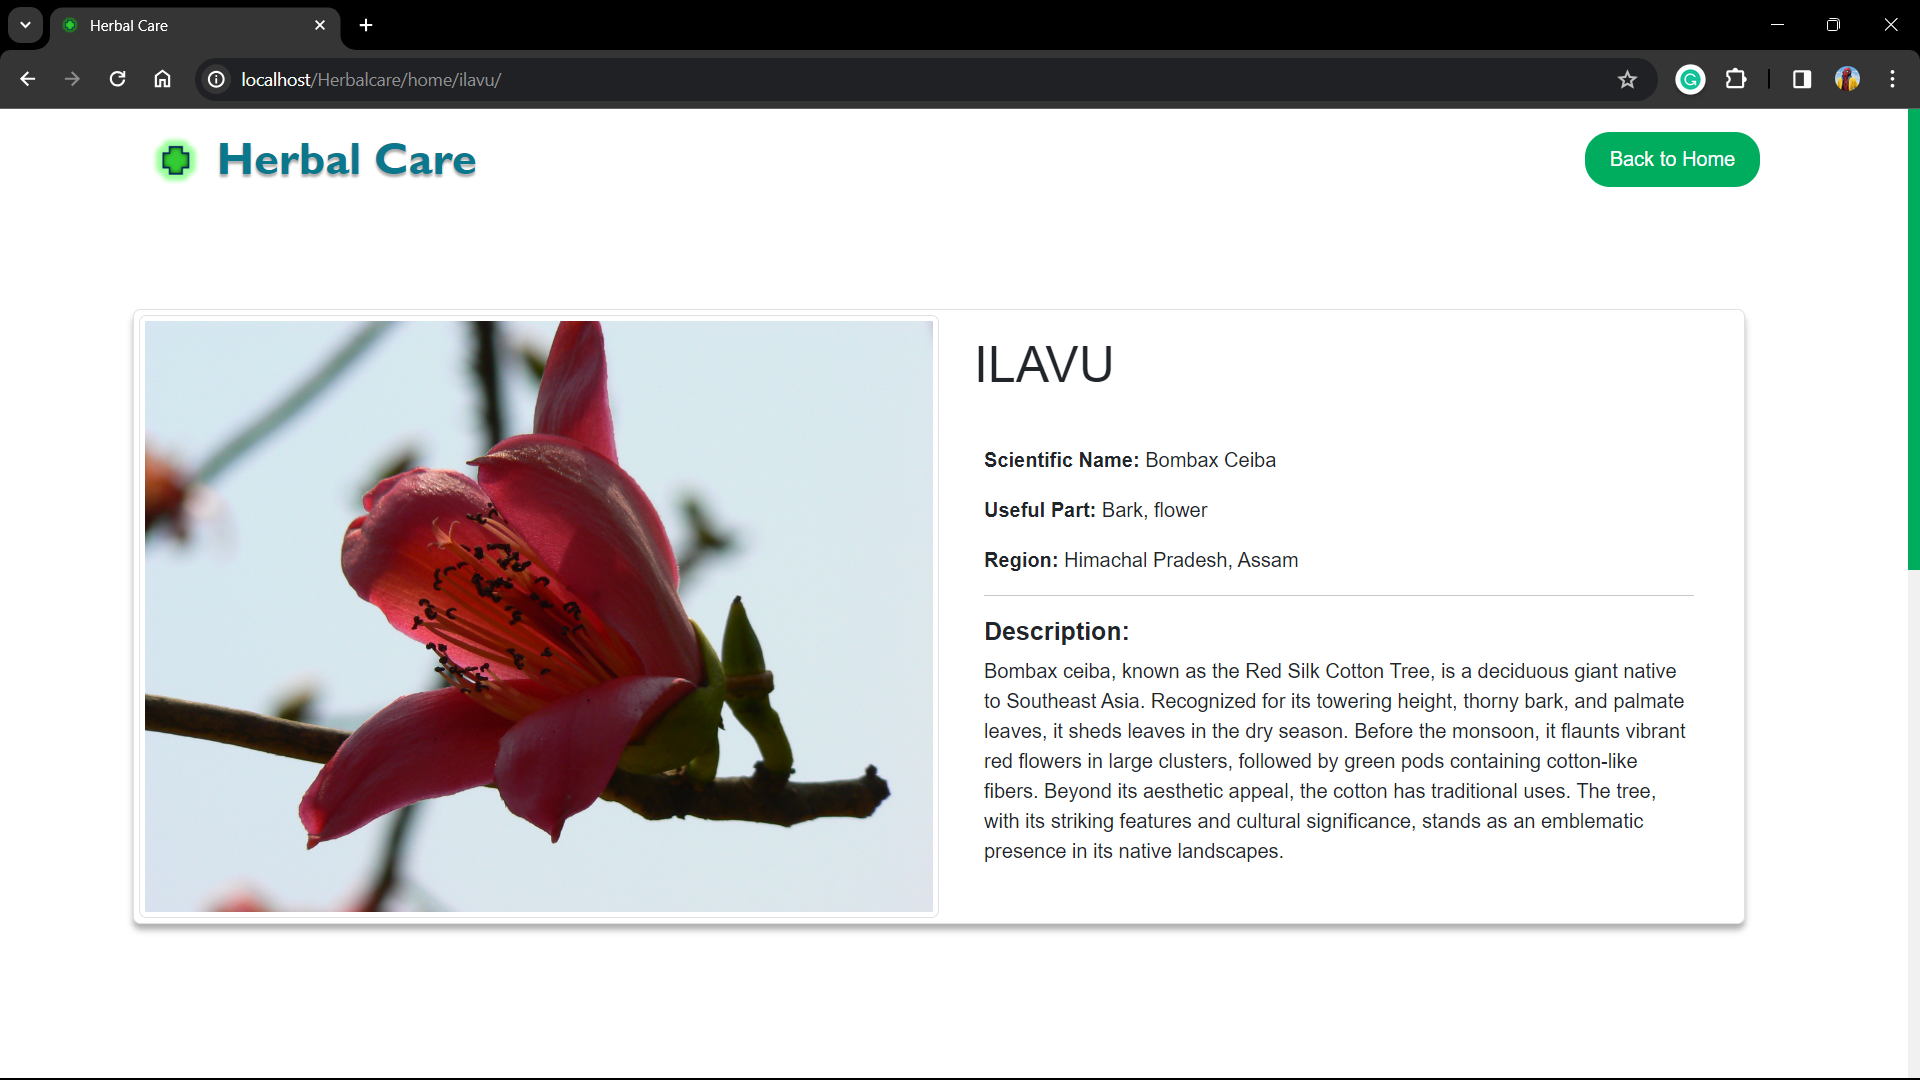 Herbal Care
localhost/Herbalcare/home/ilavu/
Herbal Care
Back to Home
ILAVU
Scientific Name: Bombax Ceiba
Useful Part: Bark, flower
Region: Himachal Pradesh, Assam
Description:
Bombax ceiba, known as the Red Silk Cotton Tree, is a deciduous giant native
to Southeast Asia. Recognized for its towering height, thorny bark, and palmate
leaves, it sheds leaves in the dry season. Before the monsoon, it flaunts vibrant
red flowers in large clusters, followed by green pods containing cotton-like
fibers. Beyond its aesthetic appeal, the cotton has traditional uses. The tree,
with its striking features and cultural significance, stands as an emblematic
presence in its native landscapes.